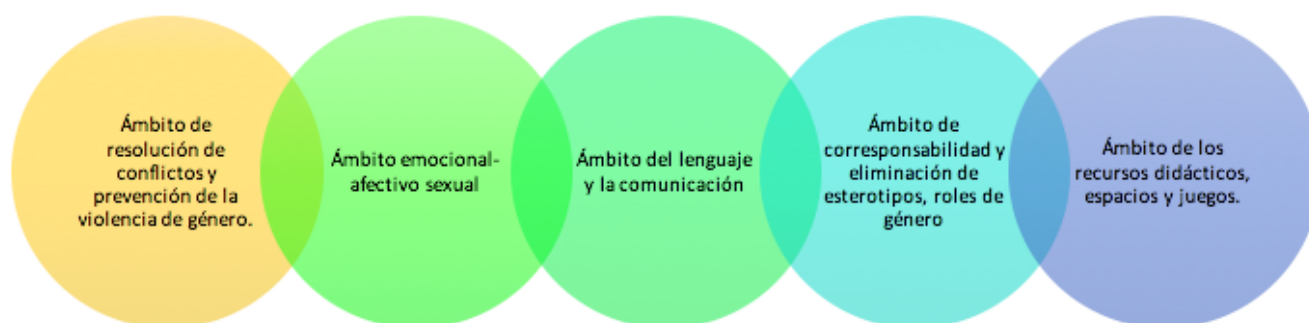 Ámbito de
resolución de
conflictos y
prevención de la
violencia de género.
Ámbito emocional-
afectivo sexual
Ámbito del lenguaje
y la comunicación
Ámbito de
corresponsabilidad y
eliminación de
esterotipos, roles de
género
Ámbito de los
recursos didácticos,
espacios y juegos.